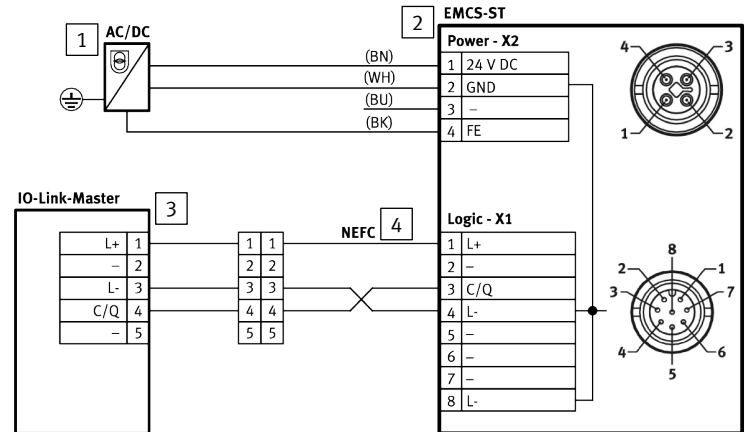 EMCS-ST
2
AC/DC
1
Power - X2
(BN)
1 24 V DC
(WH)
2 GND
(BU)
3 –
(BK)
4 FE
4 3
1 2
IO-Link-Master
3
NEFC 4
Logic - X1
L+ 1 1 1 1 L+
– 2 2 2 2 –
L- 3 3 3 3 C/Q
C/Q 4 4 4 4 L-
– 5 5 5 5 –
6 –
7 –
8 L-
8
2 1
3 7
4 6
5